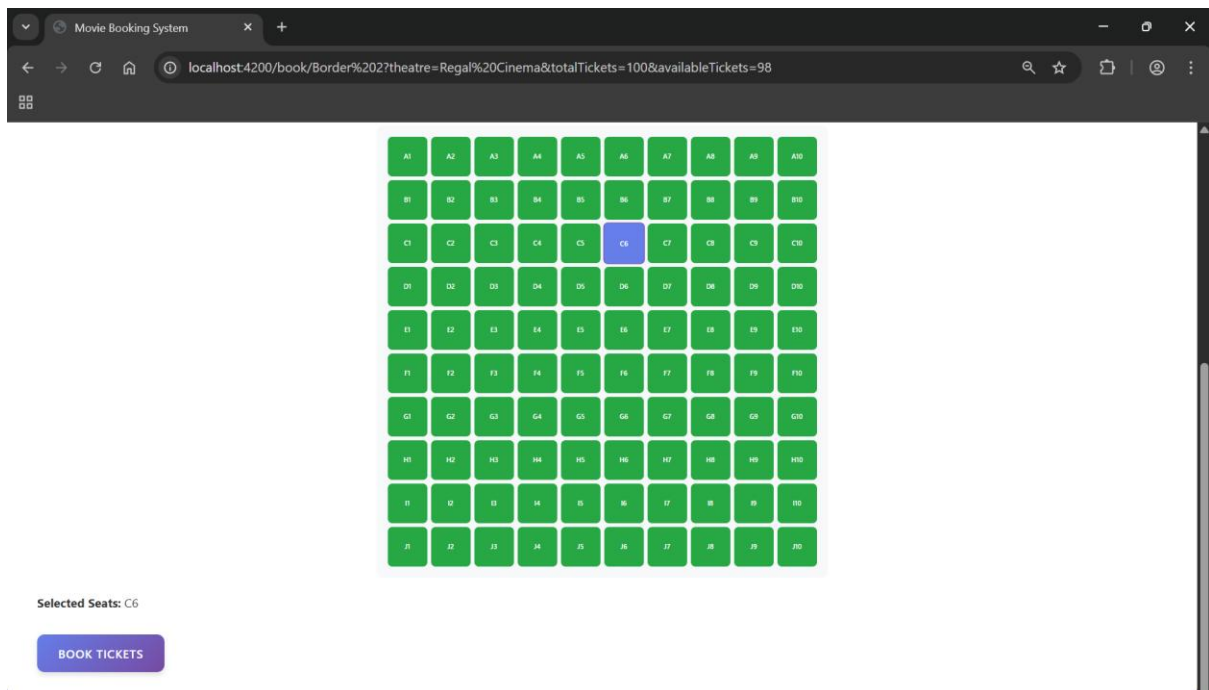 Movie Booking System
localhost:4200/book/Border%202?theatre=Regal%20Cinema&totalTickets=100&availableTickets=98
A1 A2 A3 A4 A5 A6 A7 A8 A9 A10
B1 B2 B3 B4 B5 B6 B7 B8 B9 B10
C1 C2 C3 C4 C5 C6 C7 C8 C9 C10
D1 D2 D3 D4 D5 D6 D7 D8 D9 D10
E1 E2 E3 E4 E5 E6 E7 E8 E9 E10
F1 F2 F3 F4 F5 F6 F7 F8 F9 F10
G1 G2 G3 G4 G5 G6 G7 G8 G9 G10
H1 H2 H3 H4 H5 H6 H7 H8 H9 H10
I1 I2 I3 I4 I5 I6 I7 I8 I9 I10
J1 J2 J3 J4 J5 J6 J7 J8 J9 J10
Selected Seats: C6
BOOK TICKETS